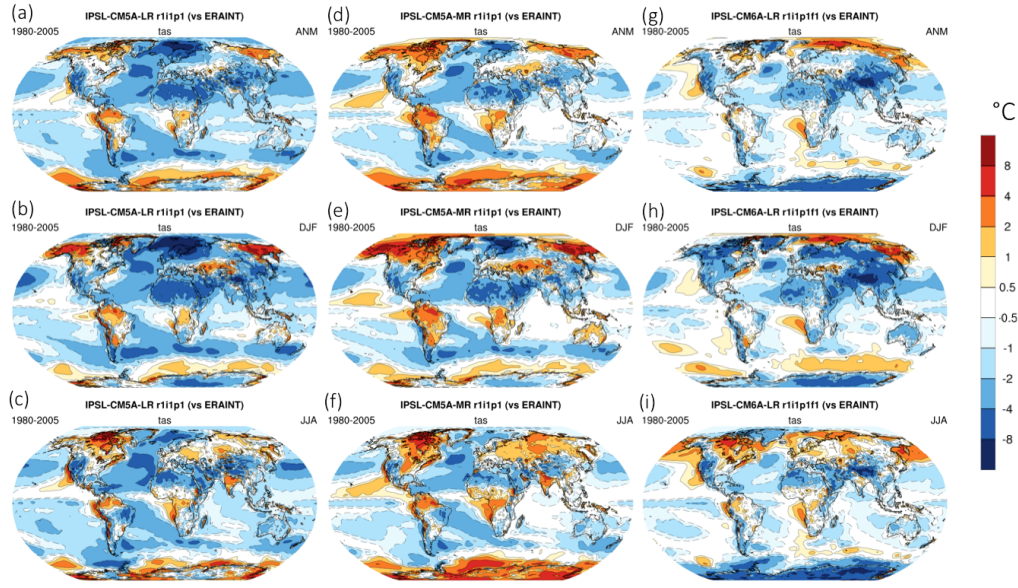 (a)
IPSL-CM5A-LR r1i1p1 (vs ERAINT)
1980-2005 tas ANM
(d)
IPSL-CM5A-MR r1i1p1 (vs ERAINT)
1980-2005 tas ANM
(g)
IPSL-CM6A-LR r1i1p1f1 (vs ERAINT)
1980-2005 tas ANM
(b)
IPSL-CM5A-LR r1i1p1 (vs ERAINT)
1980-2005 tas DJF
(e)
IPSL-CM5A-MR r1i1p1 (vs ERAINT)
1980-2005 tas DJF
(h)
IPSL-CM6A-LR r1i1p1f1 (vs ERAINT)
1980-2005 tas DJF
(c)
IPSL-CM5A-LR r1i1p1 (vs ERAINT)
1980-2005 tas JJA
(f)
IPSL-CM5A-MR r1i1p1 (vs ERAINT)
1980-2005 tas JJA
(i)
IPSL-CM6A-LR r1i1p1f1 (vs ERAINT)
1980-2005 tas JJA
°C
8
4
2
1
0.5
-0.5
-1
-2
-4
-8